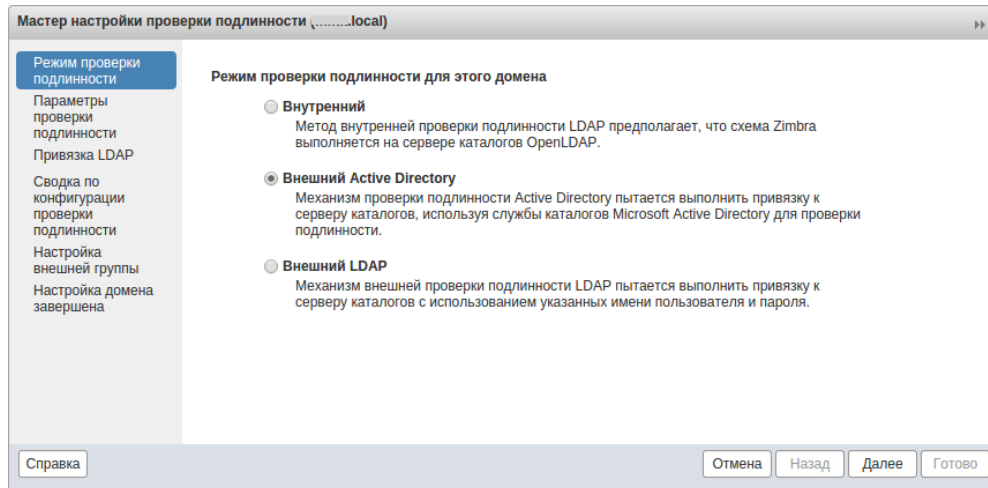 Мастер настройки проверки подлинности (........local)
Режим проверки
подлинности
Параметры
проверки
подлинности
Привязка LDAP
Сводка по
конфигурации
проверки
подлинности
Настройка
внешней группы
Настройка домена
завершена
Режим проверки подлинности для этого домена
Внутренний
Метод внутренней проверки подлинности LDAP предполагает, что схема Zimbra
выполняется на сервере каталогов OpenLDAP.
Внешний Active Directory
Механизм проверки подлинности Active Directory пытается выполнить привязку к
серверу каталогов, используя службы каталогов Microsoft Active Directory для проверки
подлинности.
Внешний LDAP
Механизм внешней проверки подлинности LDAP пытается выполнить привязку к
серверу каталогов с использованием указанных имени пользователя и пароля.
Справка
Отмена
Назад
Далее
Готово